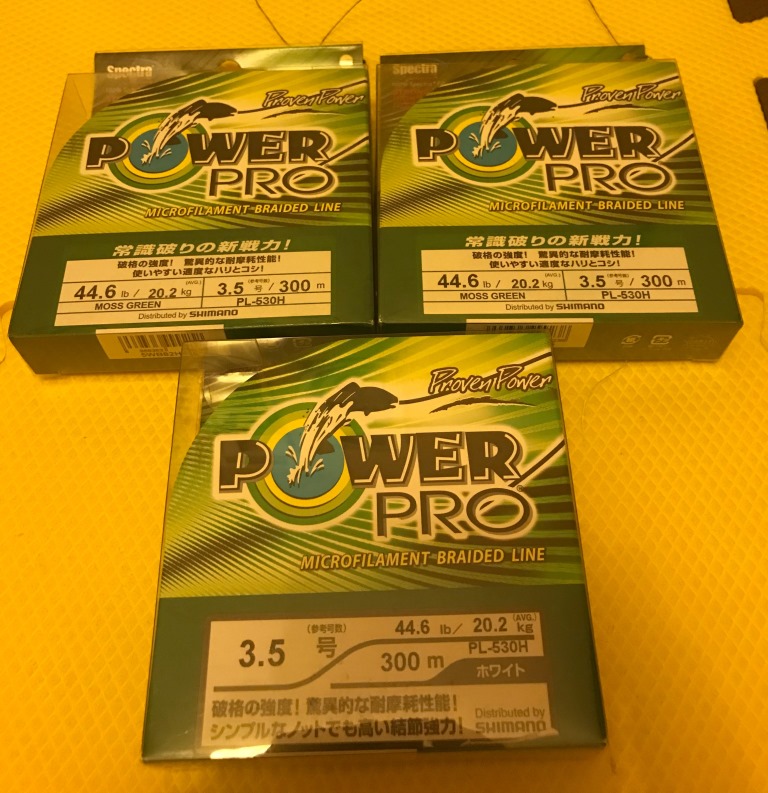 Spectra
Proven Power
POWER
PRO
MICROFILAMENT BRAIDED LINE
常識破りの新戦力!
破格の強度! 驚異的な耐摩耗性能!
使いやすい適度なハリとコシ!
44.6 lb / 20.2 kg (AVG.) 3.5 (参考号数) 号 / 300 m
MOSS GREEN PL-530H
Distributed by SHIMANO
Spectra
Proven Power
POWER
PRO
MICROFILAMENT BRAIDED LINE
常識破りの新戦力!
破格の強度! 驚異的な耐摩耗性能!
使いやすい適度なハリとコシ!
44.6 lb / 20.2 kg (AVG.) 3.5 (参考号数) 号 / 300 m
MOSS GREEN PL-530H
Distributed by SHIMANO
Proven Power
POWER
PRO
MICROFILAMENT BRAIDED LINE
3.5 (参考号数) 号 44.6 lb / 20.2 (AVG.) kg
PL-530H
300 m ホワイト
破格の強度! 驚異的な耐摩耗性能!
シンプルなノットでも高い結節強力!
Distributed by
SHIMANO